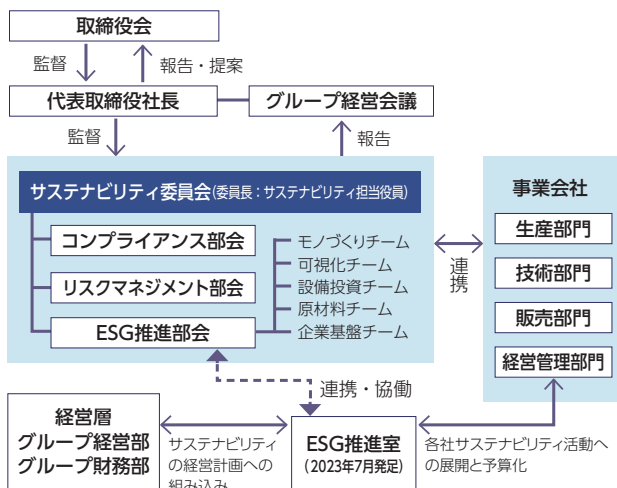 取締役会
監督
報告・提案
代表取締役社長
グループ経営会議
監督
報告
サステナビリティ委員会(委員長：サステナビリティ担当役員)
コンプライアンス部会
リスクマネジメント部会
ESG推進部会
モノづくりチーム
可視化チーム
設備投資チーム
原材料チーム
企業基盤チーム
連携
事業会社
生産部門
技術部門
販売部門
経営管理部門
連携・協働
経営層
グループ経営部
グループ財務部
サステナビリティ
の経営計画への
組み込み
ESG推進室
(2023年7月発足)
各社サステナビリティ活動へ
の展開と予算化